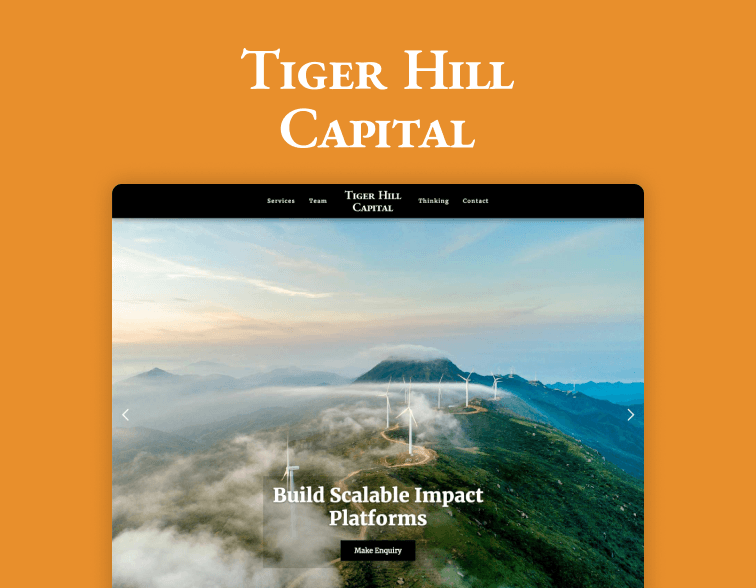 Tiger Hill
Capital
Services Team Tiger Hill Capital Thinking Contact
Build Scalable Impact
Platforms
Make Enquiry